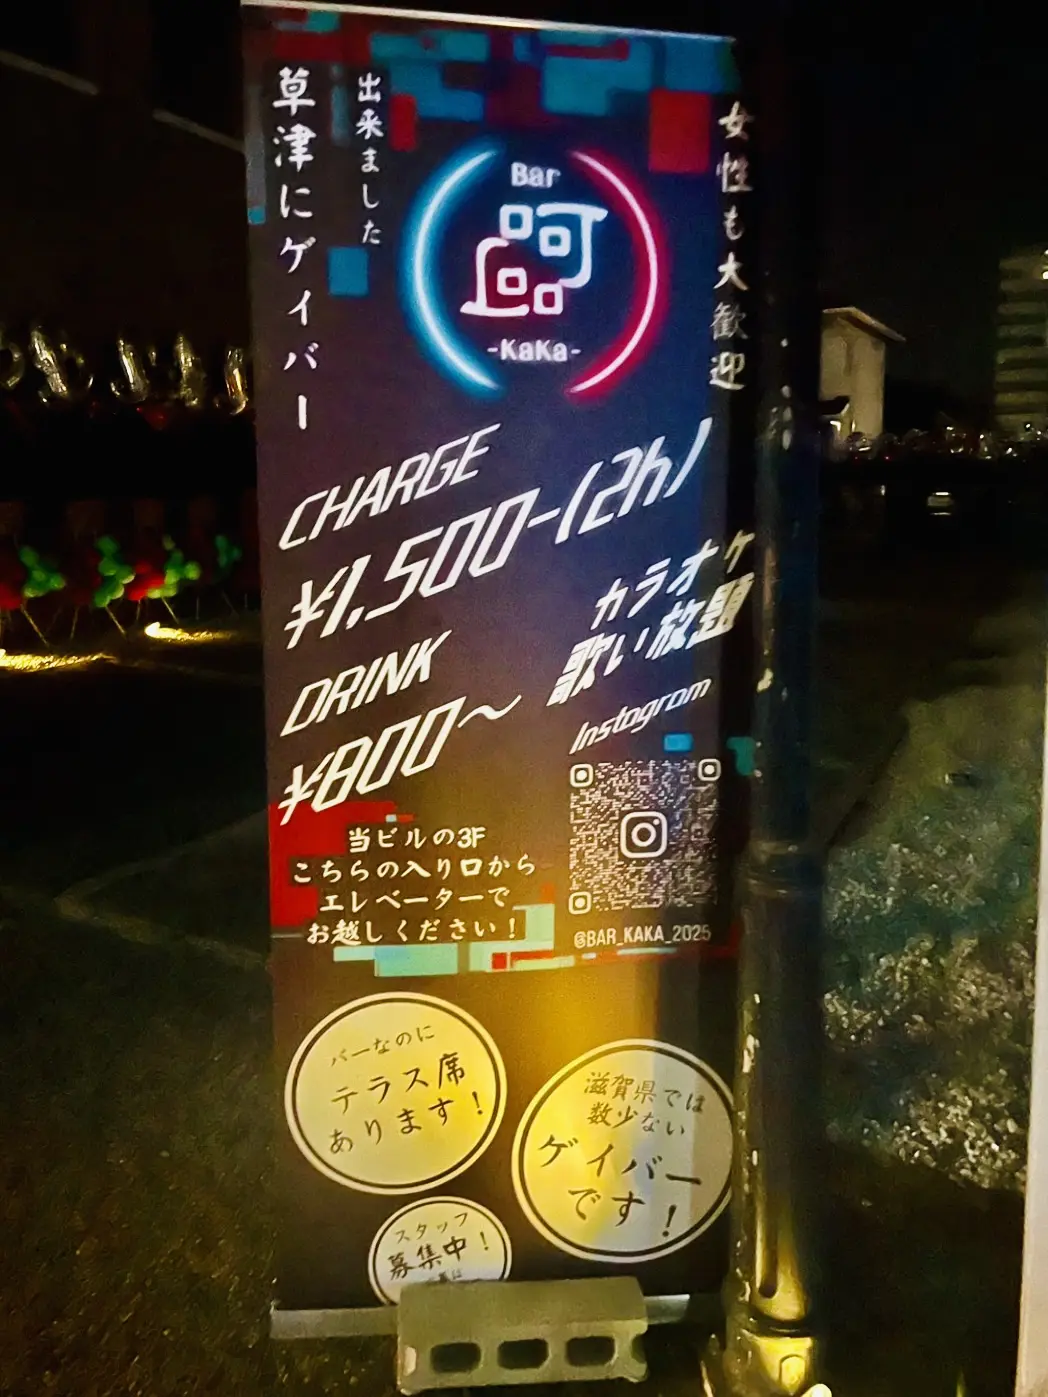 草津にゲイバー
出来ました
Bar
-KaKa-
女性も大歓迎
CHARGE
¥1,500-(2h)
DRINK
¥800～
カラオケ
歌い放題
Instagram
@BAR_KAKA_2025
当ビルの3F
こちらの入り口から
エレベーターで
お越しください！
バーなのに
テラス席
あります！
滋賀県では
数少ない
ゲイバー
です！
スタッフ
募集中！